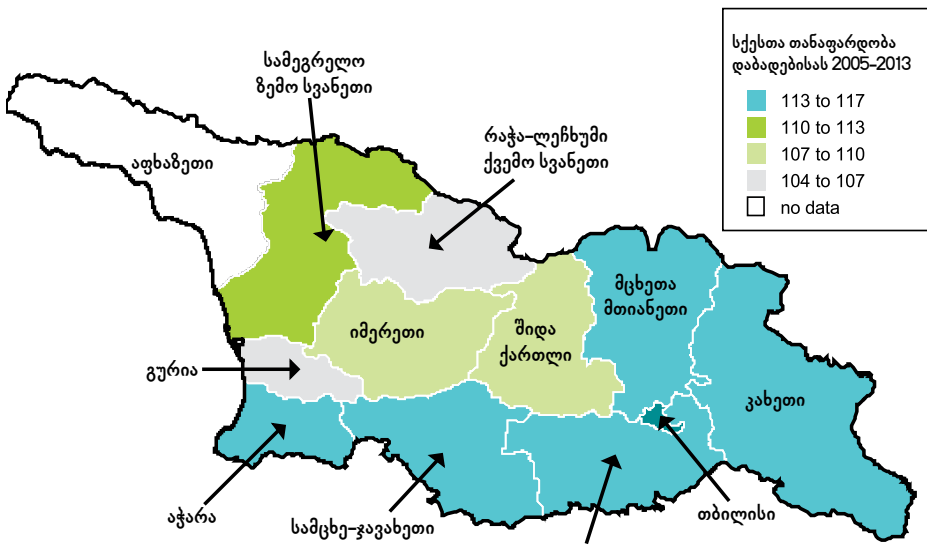 სქესთა თანაფარდობა
დაბადებისას 2005-2013
113 to 117
110 to 113
107 to 110
104 to 107
no data
სამეგრელო
ზემო სვანეთი
რაჭა-ლეჩხუმი
ქვემო სვანეთი
აფხაზეთი
მცხეთა
მთიანეთი
იმერეთი
შიდა
ქართლი
გურია
კახეთი
აჭარა
სამცხე-ჯავახეთი
თბილისი